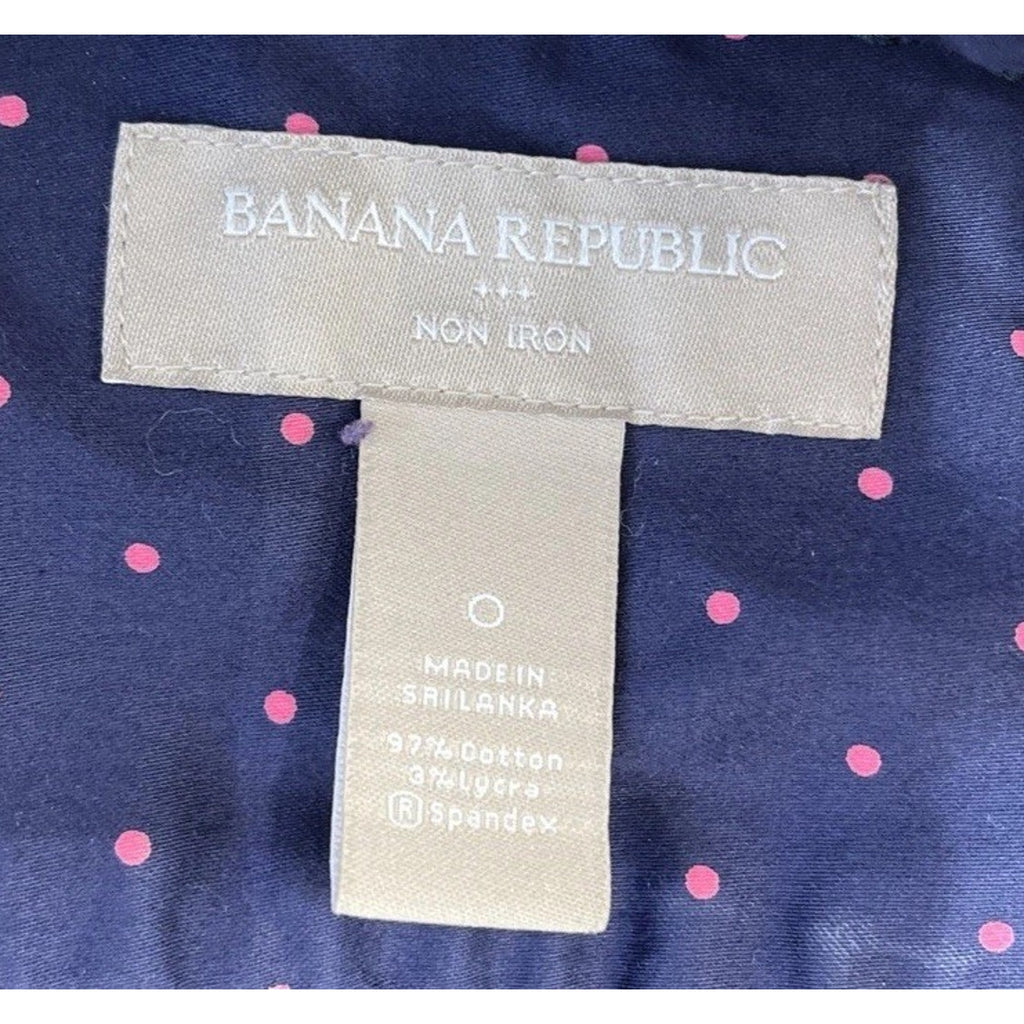 BANANA REPUBLIC
+++
NON IRON
0
MADE IN
SRI LANKA
97% Cotton
3% Lycra
® Spandex